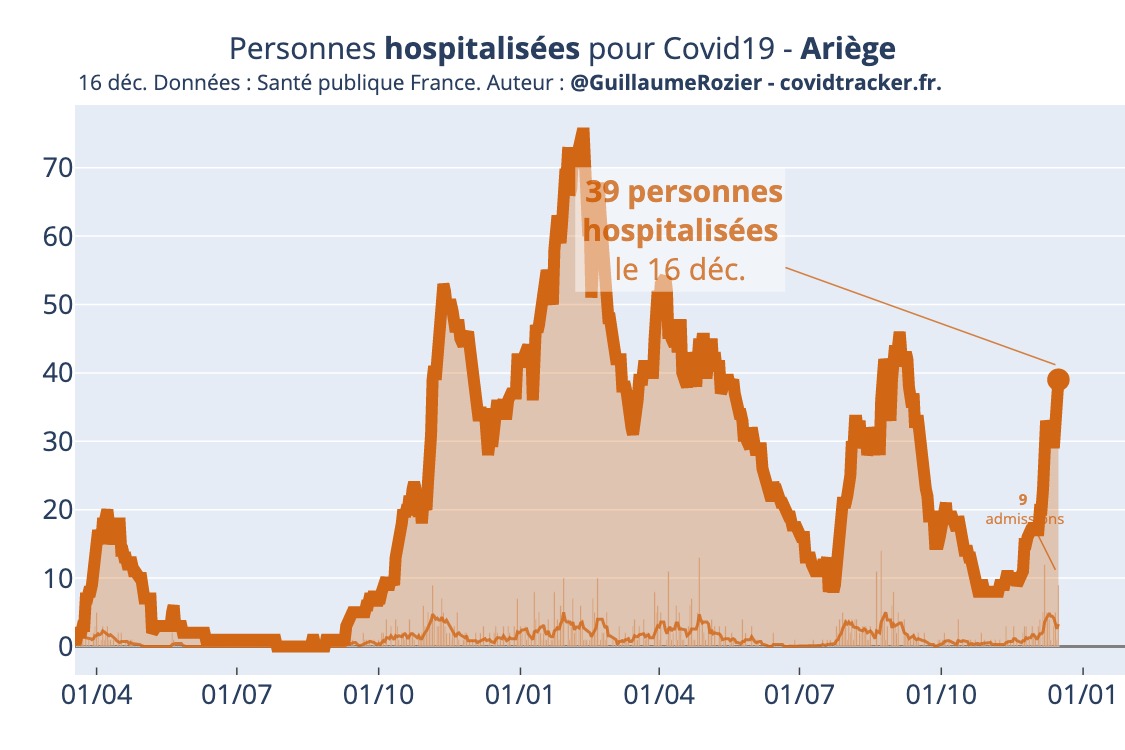 Personnes hospitalisées pour Covid19 - Ariège
16 déc. Données : Santé publique France. Auteur : @GuillaumeRozier - covidtracker.fr.
70
60
50
40
30
20
10
0
39 personnes
hospitalisées
le 16 déc.
9
admissions
01/04 01/07 01/10 01/01 01/04 01/07 01/10 01/01